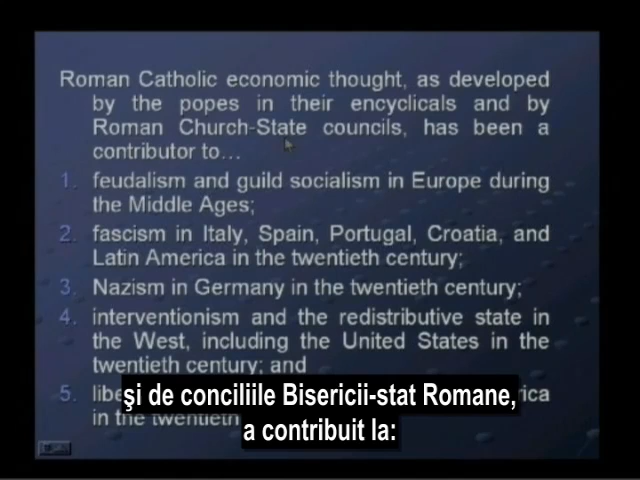 Roman Catholic economic thought, as developed
by the popes in their encyclicals and by
Roman Church-State councils, has been a
contributor to…
1. feudalism and guild socialism in Europe during
the Middle Ages;
2. fascism in Italy, Spain, Portugal, Croatia, and
Latin America in the twentieth century;
3. Nazism in Germany in the twentieth century;
4. interventionism and the redistributive state in
the West, including the United States in the
twentieth century; and
5.
in the twentieth
şi de conciliile Bisericii-stat Romane,
a contribuit la: